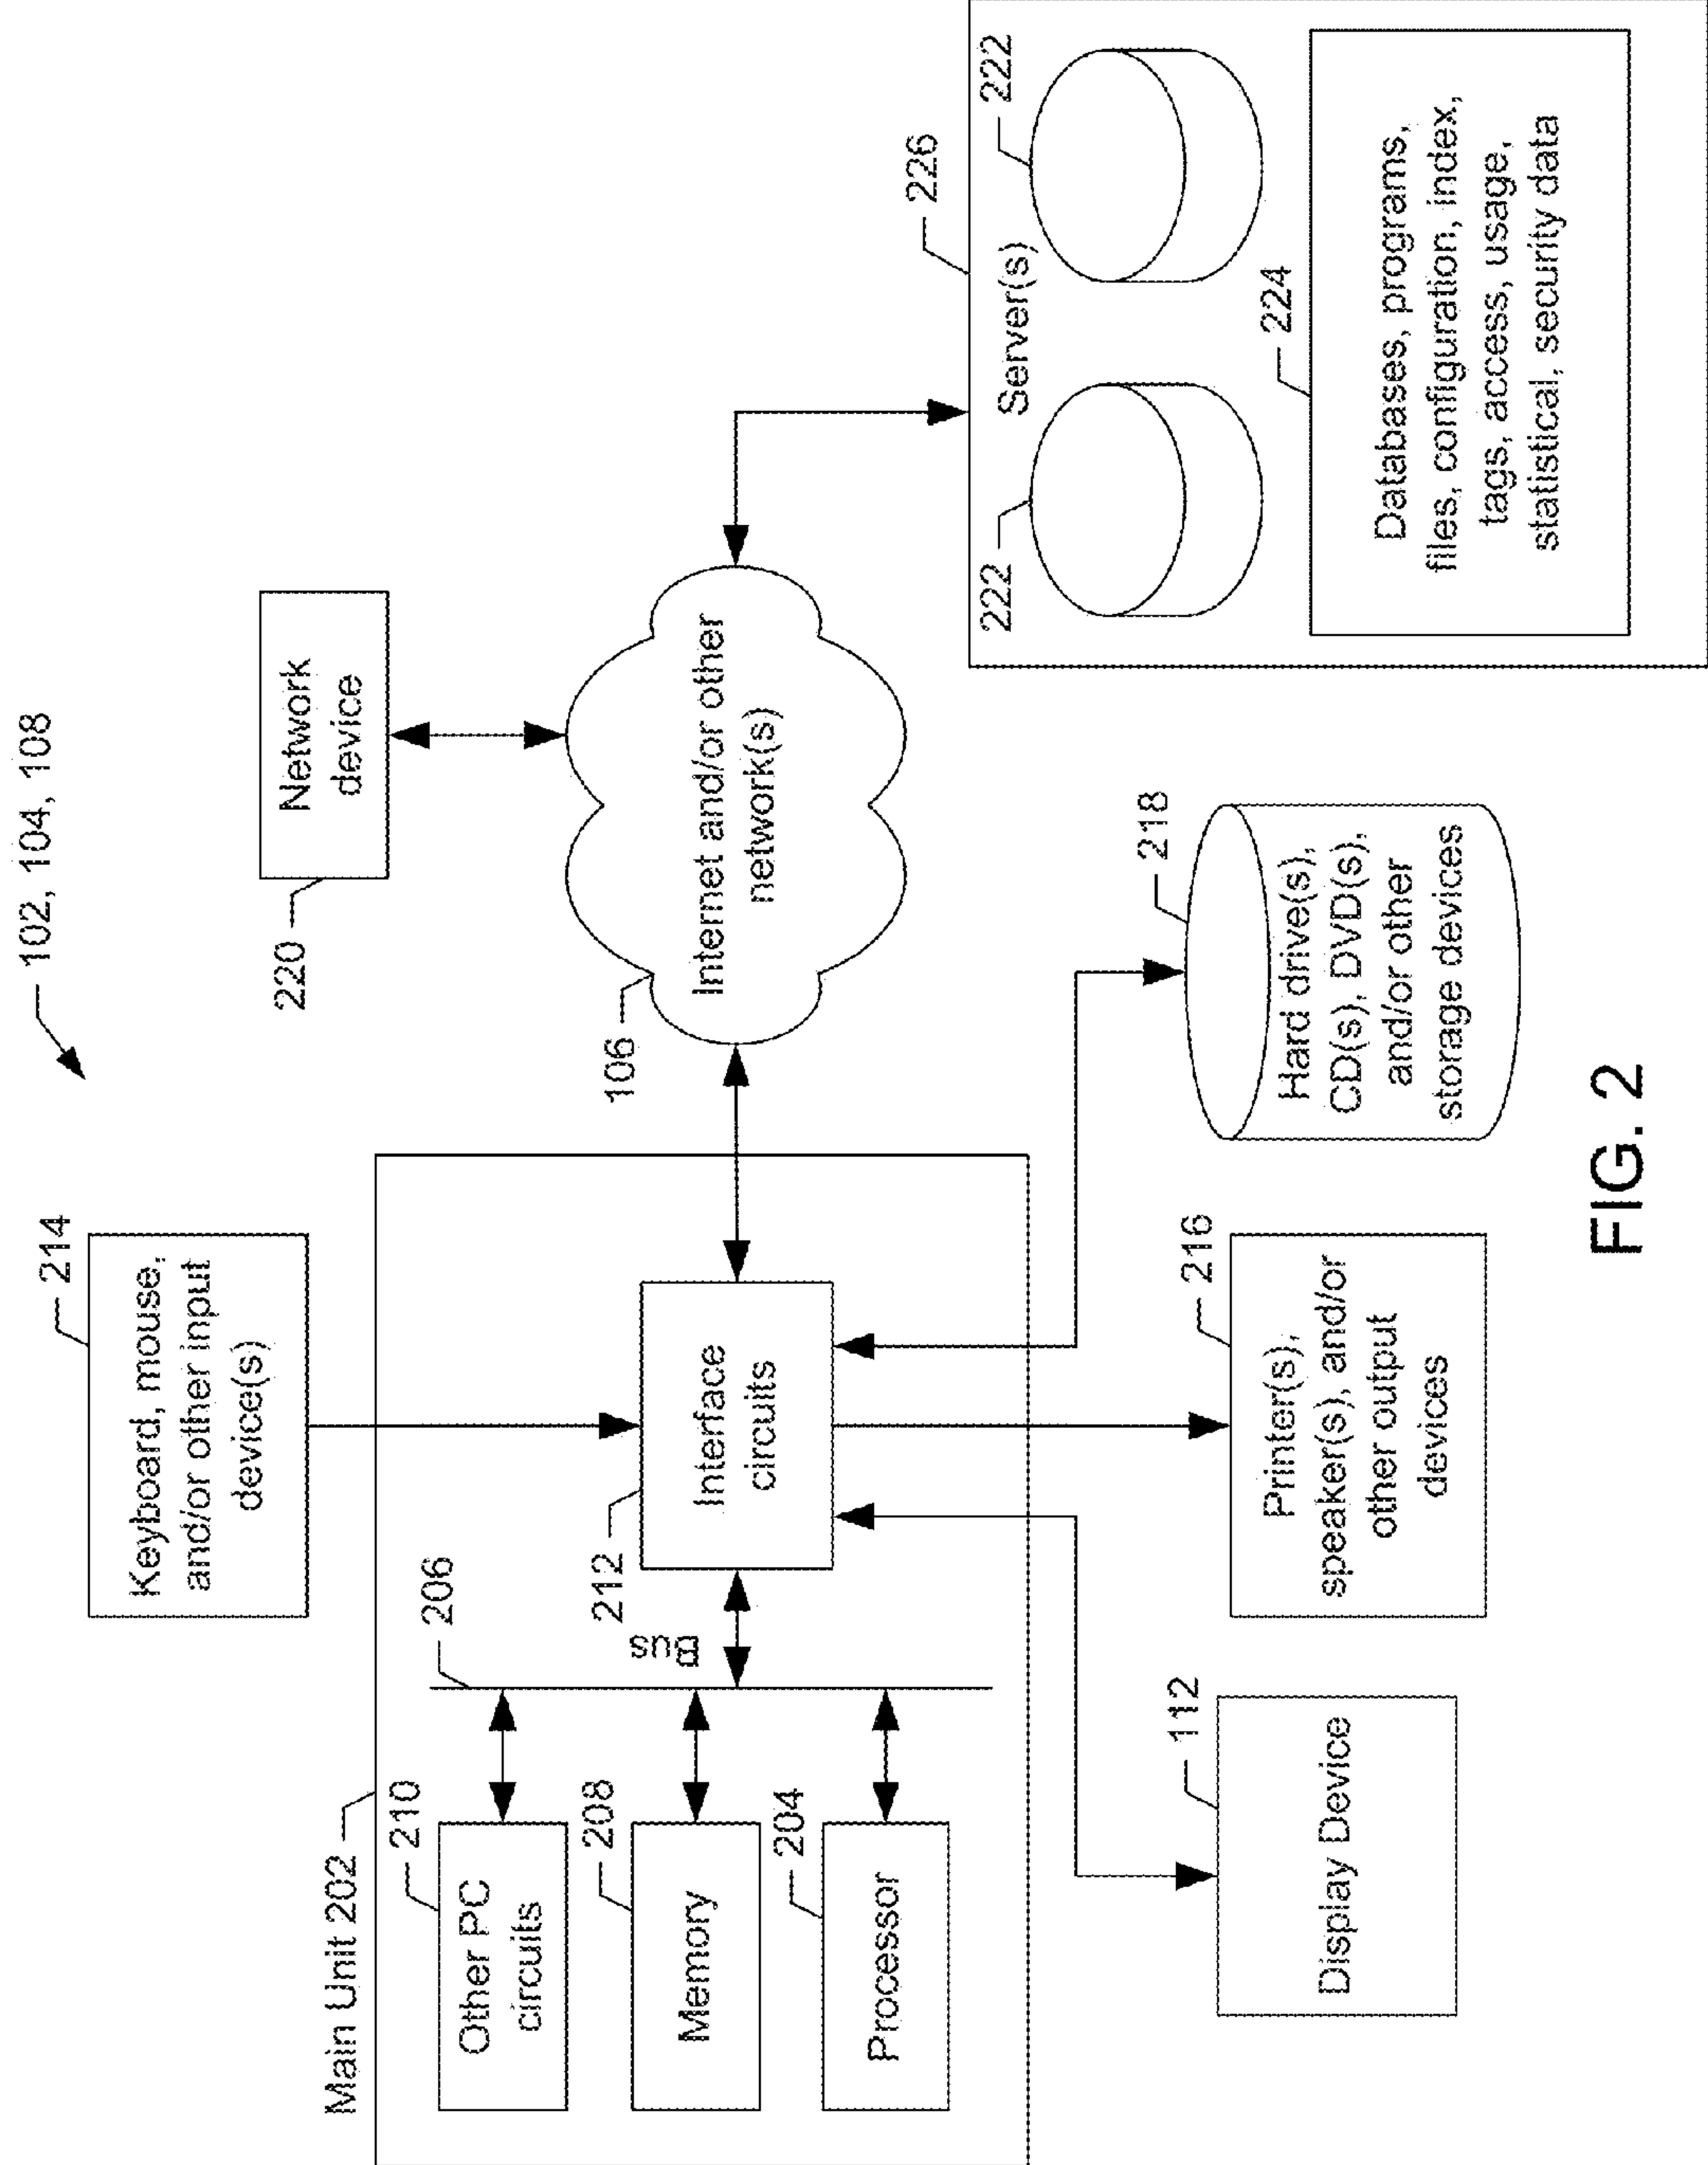 102, 104, 108
Keyboard, mouse,
and/or other input
device(s)
214
Network
device
220
Main Unit 202
Other PC
circuits
210
206
Bus
Memory
208
Processor
204
Interface
circuits
212
Internet and/or other
network(s)
106
226
Server(s)
222
222
224
Databases, programs,
files, configuration, index,
tags, access, usage,
statistical, security data
Display Device
112
Printer(s),
speaker(s), and/or
other output
devices
216
Hard drive(s),
CD(s), DVD(s),
and/or other
storage devices
218
FIG. 2